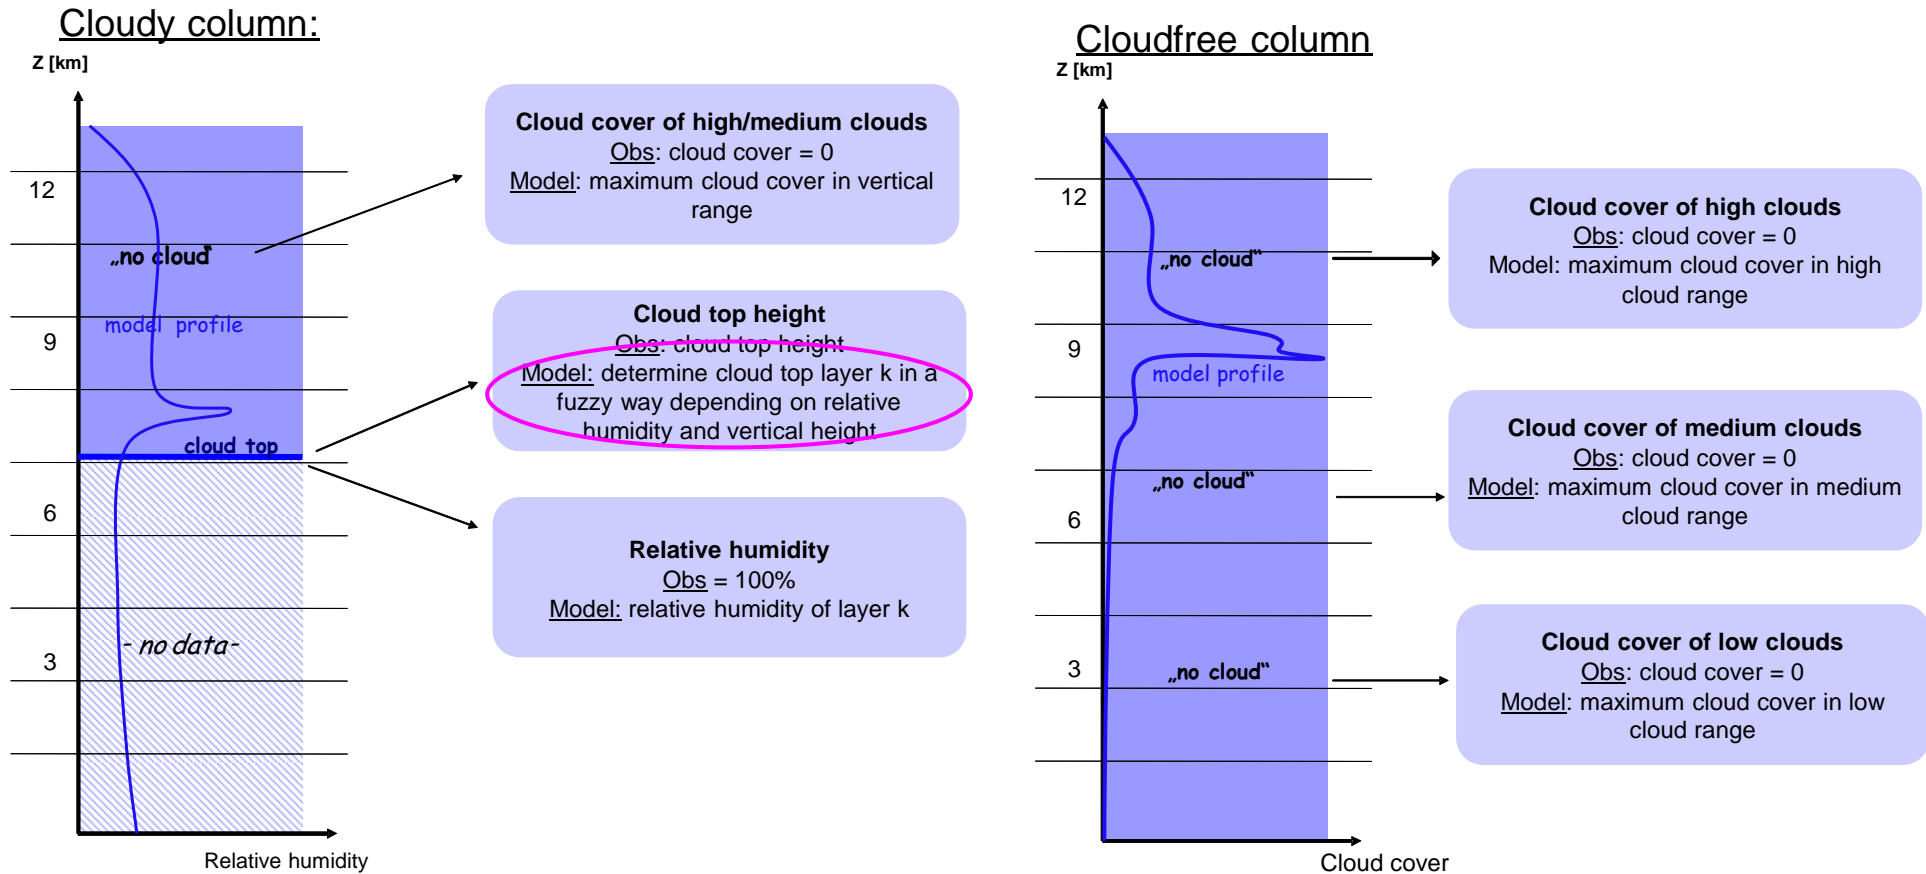 Cloudy column:
Z [km]
12
9
6
3
„no cloud“
model profile
cloud top
- no data-
Relative humidity
Cloud cover of high/medium clouds
Obs: cloud cover = 0
Model: maximum cloud cover in vertical
range
Cloud top height
Obs: cloud top height
Model: determine cloud top layer k in a
fuzzy way depending on relative
humidity and vertical height
Relative humidity
Obs = 100%
Model: relative humidity of layer k
Cloudfree column
Z [km]
12
9
6
3
„no cloud“
model profile
„no cloud“
„no cloud“
Cloud cover
Cloud cover of high clouds
Obs: cloud cover = 0
Model: maximum cloud cover in high
cloud range
Cloud cover of medium clouds
Obs: cloud cover = 0
Model: maximum cloud cover in medium
cloud range
Cloud cover of low clouds
Obs: cloud cover = 0
Model: maximum cloud cover in low
cloud range